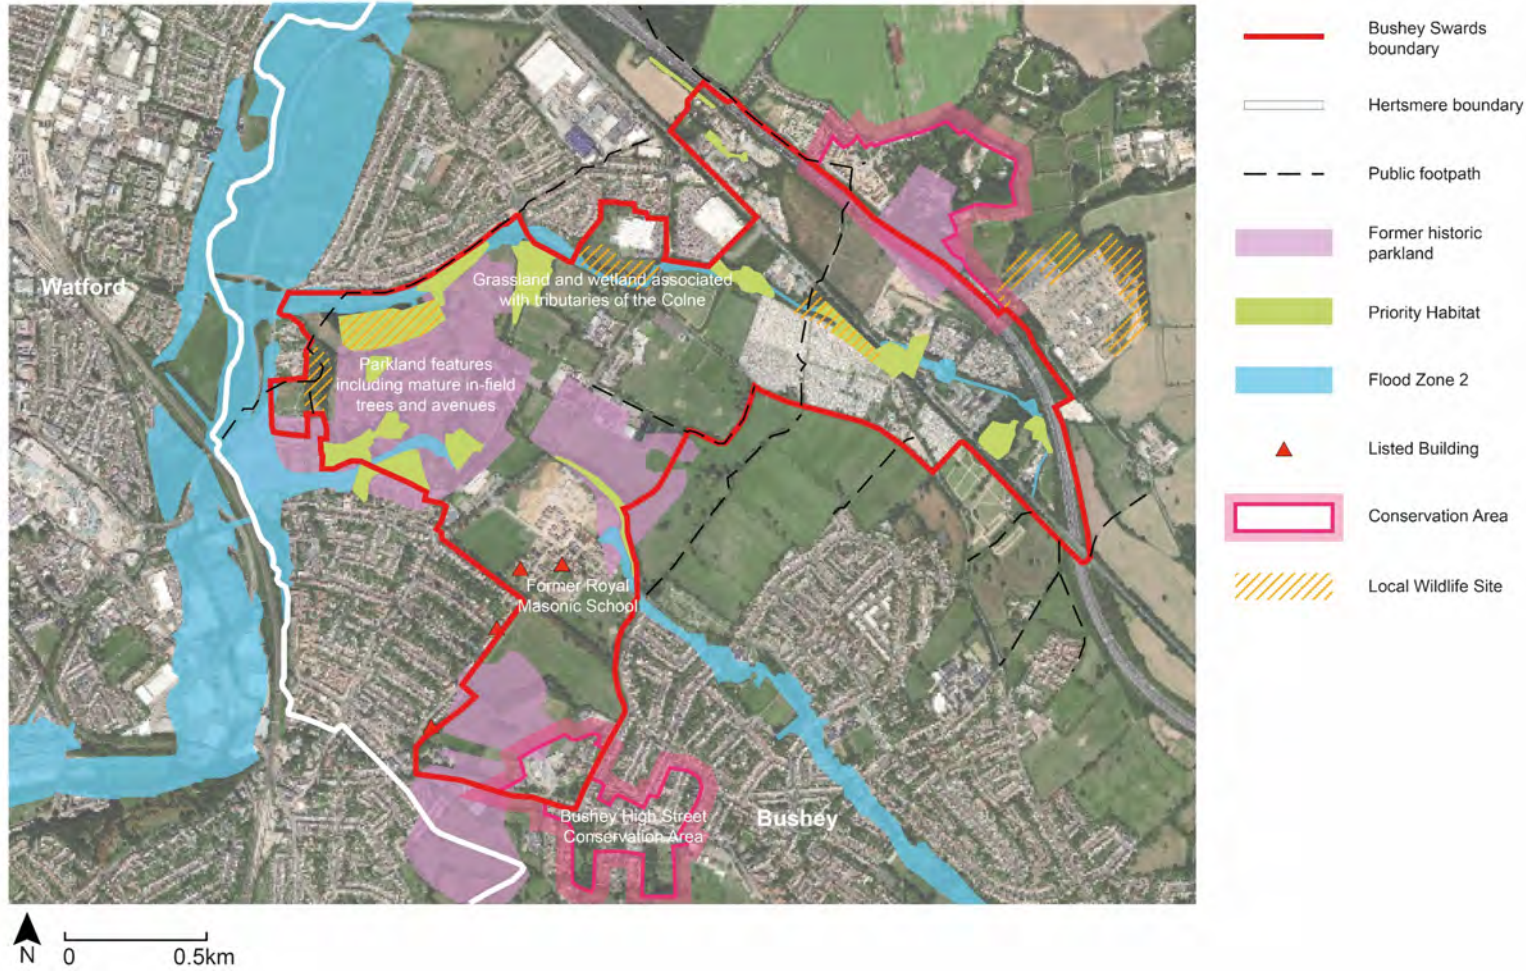 Watford
Grassland and wetland associated
with tributaries of the Colne
Parkland features
including mature in-field
trees and avenues
Former Royal
Masonic School
Bushey High Street
Conservation Area
Bushey
N
0
0.5km
Bushey Swards
boundary
Hertsmere boundary
Public footpath
Former historic
parkland
Priority Habitat
Flood Zone 2
Listed Building
Conservation Area
Local Wildlife Site